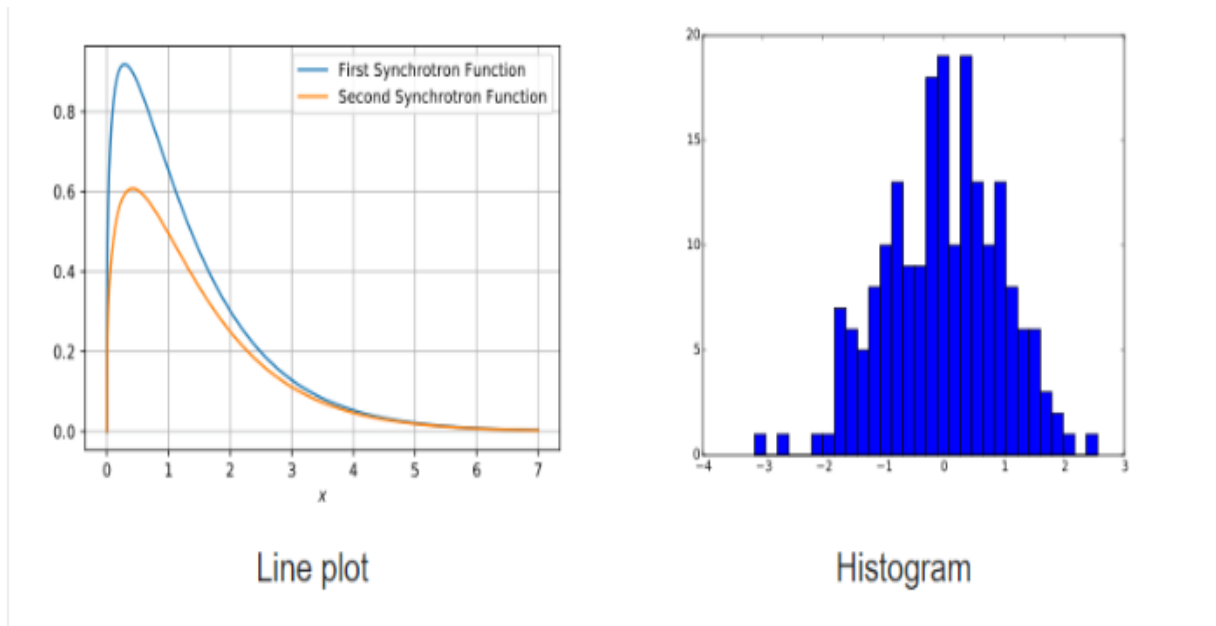 First Synchrotron Function
Second Synchrotron Function
0.8
0.6
0.4
0.2
0.0
0 1 2 3 4 5 6 7
x
Line plot
20
15
10
5
0
−4 −3 −2 −1 0 1 2 3
Histogram